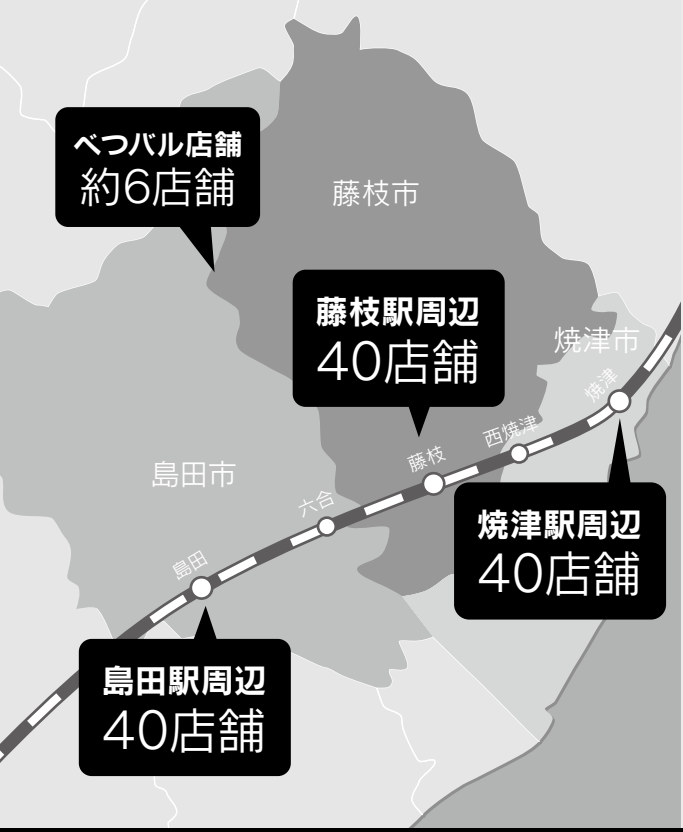 べつバル店舗
約6店舗
藤枝市
藤枝駅周辺
40店舗
焼津市
焼津
西焼津
藤枝
島田市
六合
島田
焼津駅周辺
40店舗
島田駅周辺
40店舗